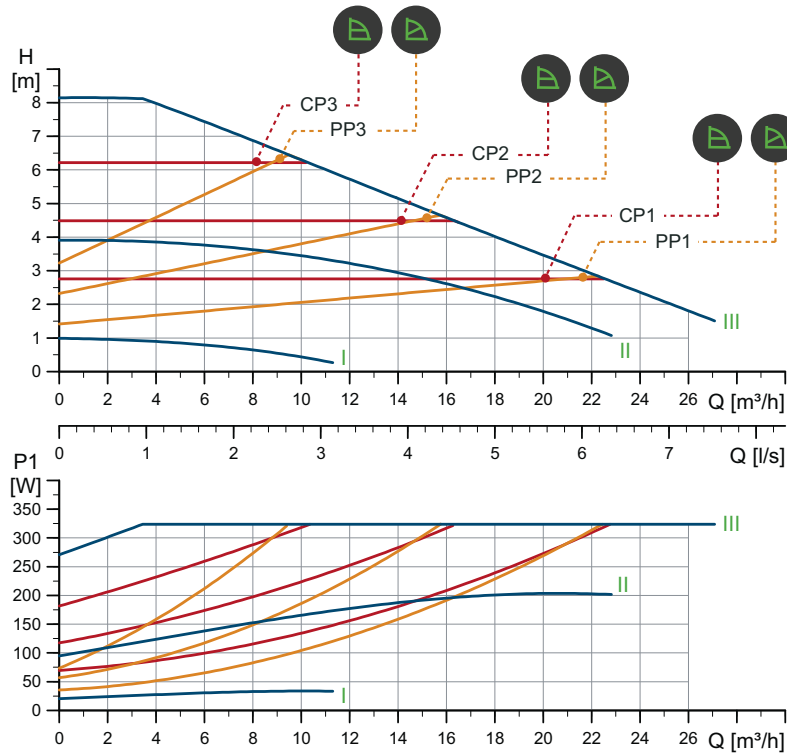 H
[m]
8
7
6
5
4
3
2
1
0
CP3
PP3
CP2
PP2
CP1
PP1
I
II
III
0 2 4 6 8 10 12 14 16 18 20 22 24 26 Q [m³/h]
0 1 2 3 4 5 6 7 Q [l/s]
P1
[W]
350
300
250
200
150
100
50
0
III
II
I
0 2 4 6 8 10 12 14 16 18 20 22 24 26 Q [m³/h]